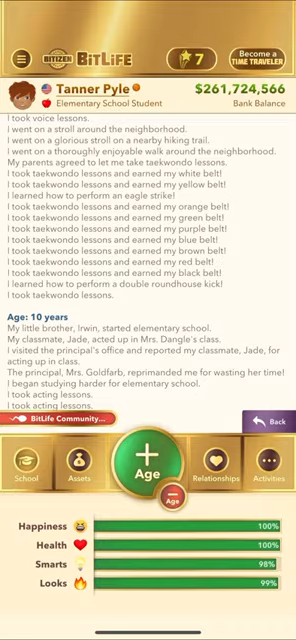 BITIZEN BitLife
7
Become a
TIME TRAVELER
Tanner Pyle
$261,724,566
Elementary School Student
Bank Balance
I took voice lessons.
I went on a stroll around the neighborhood.
I went on a glorious stroll on a nearby hiking trail.
I went on a thoroughly enjoyable walk around the neighborhood.
My parents agreed to let me take taekwondo lessons.
I took taekwondo lessons and earned my white belt!
I took taekwondo lessons and earned my yellow belt!
I learned how to perform an eagle strike!
I took taekwondo lessons and earned my orange belt!
I took taekwondo lessons and earned my green belt!
I took taekwondo lessons and earned my purple belt!
I took taekwondo lessons and earned my blue belt!
I took taekwondo lessons and earned my brown belt!
I took taekwondo lessons and earned my red belt!
I took taekwondo lessons and earned my black belt!
I learned how to perform a double roundhouse kick!
I took taekwondo lessons.
Age: 10 years
My little brother, Irwin, started elementary school.
My classmate, Jade, acted up in Mrs. Dangle's class.
I visited the principal's office and reported my classmate, Jade, for
acting up in class.
The principal, Mrs. Goldfarb, reprimanded me for wasting her time!
I began studying harder for elementary school.
I took acting lessons.
I took acting lessons.
BitLife Community...
Back
School
Assets
Age
Age
Relationships
Activities
Happiness 100%
Health 100%
Smarts 98%
Looks 99%